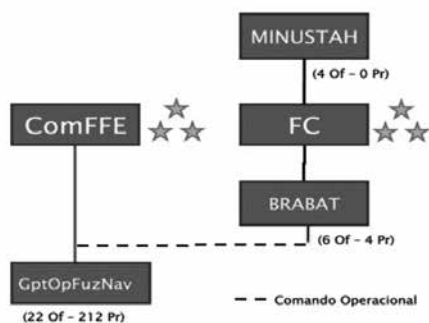 MINUSTAH
(4 Of – 0 Pr)
ComFFE
FC
BRABAT
(6 Of – 4 Pr)
GptOpFuzNav
(22 Of – 212 Pr)
Comando Operacional